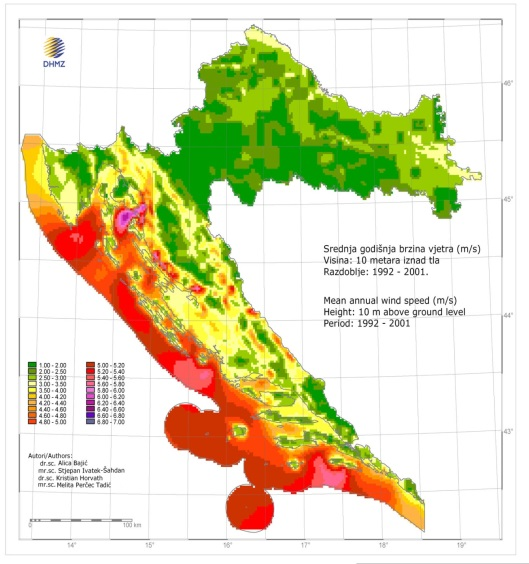 DHMZ
46°
45°
44°
43°
Srednja godišnja brzina vjetra (m/s)
Visina: 10 metara iznad tla
Razdoblje: 1992 - 2001.
Mean annual wind speed (m/s)
Height: 10 m above ground level
Period: 1992 - 2001
1.00 - 2.00
2.00 - 2.50
2.50 - 3.00
3.00 - 3.50
3.50 - 4.00
4.00 - 4.20
4.20 - 4.40
4.40 - 4.60
4.60 - 4.80
4.80 - 5.00
5.00 - 5.20
5.20 - 5.40
5.40 - 5.60
5.60 - 5.80
5.80 - 6.00
6.00 - 6.20
6.20 - 6.40
6.40 - 6.60
6.60 - 6.80
6.80 - 7.00
Autori/Authors:
dr.sc. Alica Bajić
mr.sc. Stjepan Ivatek-Šahdan
dr.sc. Kristian Horvath
mr.sc. Melita Perčec Tadić
100 km
14° 15° 16° 17° 18° 19°